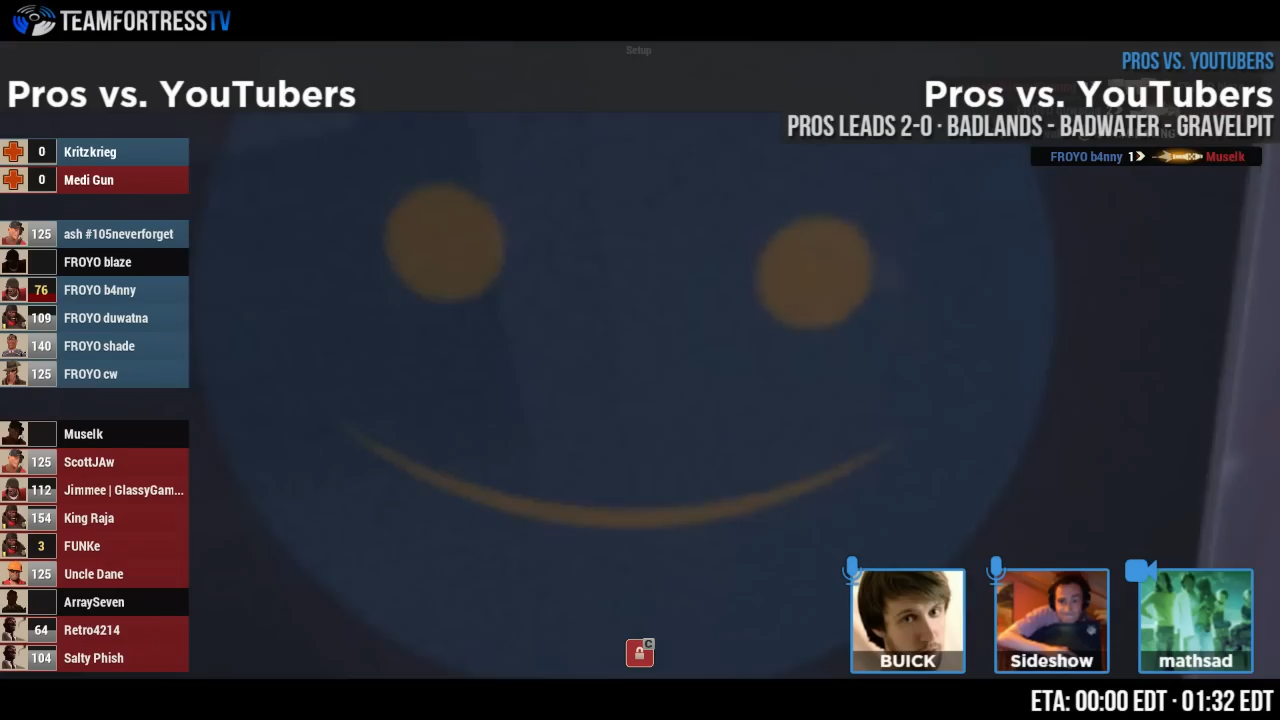 TEAMFORTRESSTV
Setup
PROS VS. YOUTUBERS
Pros vs. YouTubers
Pros vs. YouTubers
PROS LEADS 2-0 · BADLANDS - BADWATER - GRAVELPIT
FROYO b4nny 1 Muselk
0 Kritzkrieg
0 Medi Gun
125 ash #105neverforget
FROYO blaze
76 FROYO b4nny
109 FROYO duwatna
140 FROYO shade
125 FROYO cw
Muselk
125 ScottJAw
112 Jimmee | GlassyGam...
154 King Raja
3 FUNKe
125 Uncle Dane
ArraySeven
64 Retro4214
104 Salty Phish
C
BUICK
Sideshow
mathsad
ETA: 00:00 EDT · 01:32 EDT